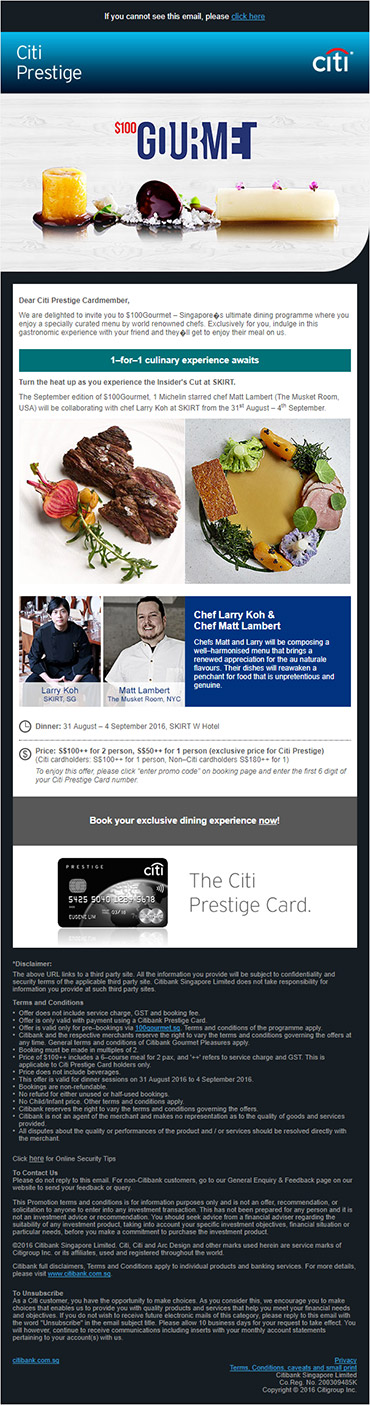 If you cannot see this email, please click here
Citi
Prestige
citi
$100
GOURMET
Dear Citi Prestige Cardmember,
We are delighted to invite you to $100Gourmet – Singapore�s ultimate dining programme where you
enjoy a specially curated menu by world renowned chefs. Exclusively for you, indulge in this
gastronomic experience with your friend and they�ll get to enjoy their meal on us.
1–for–1 culinary experience awaits
Turn the heat up as you experience the Insider's Cut at SKIRT.
The September edition of $100Gourmet, 1 Michelin starred chef Matt Lambert (The Musket Room,
USA) will be collaborating with chef Larry Koh at SKIRT from the 31st August – 4th September.
Larry Koh
SKIRT, SG
Matt Lambert
The Musket Room, NYC
Chef Larry Koh &
Chef Matt Lambert
Chefs Matt and Larry will be composing a
well–harmonised menu that brings a
renewed appreciation for the au naturale
flavours. Their dishes will reawaken a
penchant for food that is unpretentious and
genuine.
Dinner: 31 August – 4 September 2016, SKIRT W Hotel
Price: S$100++ for 2 person, S$50++ for 1 person (exclusive price for Citi Prestige)
(Citi cardholders: S$100++ for 1 person, Non–Citi cardholders S$180++ for 1)
To enjoy this offer, please click "enter promo code" on booking page and enter the first 6 digit of
your Citi Prestige Card number.
Book your exclusive dining experience now!
PRESTIGE
citi
5425 5040 1284 5678
03/18
EUGENE LIM
The Citi
Prestige Card.
*Disclaimer:
The above URL links to a third party site. All the information you provide will be subject to confidentiality and
security terms of the applicable third party site. Citibank Singapore Limited does not take responsibility for
information you provide at such third party sites.
Terms and Conditions
• Offer does not include service charge, GST and booking fee.
• Offer is only valid with payment using a Citibank Prestige Card.
• Offer is valid only for pre–bookings via 100gourmet.sg. Terms and conditions of the programme apply.
• Citibank and the respective merchants reserve the right to vary the terms and conditions governing the offers at
any time. General terms and conditions of Citibank Gourmet Pleasures apply.
• Booking must be made in multiples of 2.
• Price of $100++ includes a 6–course meal for 2 pax, and '++' refers to service charge and GST. This is
applicable to Citi Prestige Card holders only.
• Price does not include beverages.
• This offer is valid for dinner sessions on 31 August 2016 to 4 September 2016.
• Bookings are non-refundable.
• No refund for either unused or half-used bookings.
• No Child/Infant price. Other terms and conditions apply.
• Citibank reserves the right to vary the terms and conditions governing the offers.
• Citibank is not an agent of the merchant and makes no representation as to the quality of goods and services
provided.
• All disputes about the quality or performances of the product and / or services should be resolved directly with
the merchant.
Click here for Online Security Tips
To Contact Us
Please do not reply to this email. For non-Citibank customers, go to our General Enquiry & Feedback page on our
website to send your feedback or query.
This Promotion terms and conditions is for information purposes only and is not an offer, recommendation, or
solicitation to anyone to enter into any investment transaction. This has not been prepared for any person and it is
not an investment advice or recommendation. You should seek advice from a financial adviser regarding the
suitability of any investment product, taking into account your specific investment objectives, financial situation or
particular needs, before you make a commitment to purchase the investment product.
©2016 Citibank Singapore Limited. Citi, Citi and Arc Design and other marks used herein are service marks of
Citigroup Inc. or its affiliates, used and registered throughout the world.
Citibank full disclaimers, Terms and Conditions apply to individual products and banking services. For more details,
please visit www.citibank.com.sg.
To Unsubscribe
As a Citi customer, you have the opportunity to make choices. As you consider this, we encourage you to make
choices that enables us to provide you with quality products and services that help you meet your financial needs
and objectives. If you do not wish to receive future electronic mails of this category, please reply to this email with
the word "Unsubscribe" in the email subject title. Please allow 10 business days for your request to take effect. You
will however, continue to receive communications including inserts with your monthly account statements
pertaining to your account(s) with us.
citibank.com.sg
Privacy
Terms, Conditions, caveats and small print
Citibank Singapore Limited
Co.Reg. No. 200309485K
Copyright © 2016 Citigroup Inc.